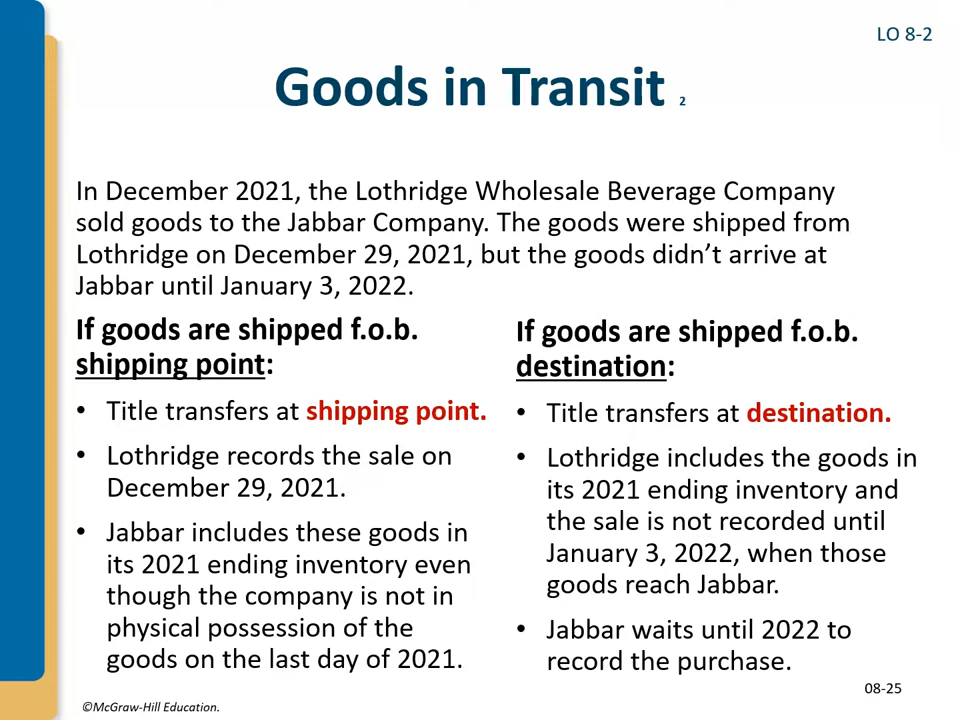 LO 8-2
Goods in Transit 2
In December 2021, the Lothridge Wholesale Beverage Company
sold goods to the Jabbar Company. The goods were shipped from
Lothridge on December 29, 2021, but the goods didn’t arrive at
Jabbar until January 3, 2022.
If goods are shipped f.o.b.
shipping point:
• Title transfers at shipping point.
• Lothridge records the sale on
December 29, 2021.
• Jabbar includes these goods in
its 2021 ending inventory even
though the company is not in
physical possession of the
goods on the last day of 2021.
If goods are shipped f.o.b.
destination:
• Title transfers at destination.
• Lothridge includes the goods in
its 2021 ending inventory and
the sale is not recorded until
January 3, 2022, when those
goods reach Jabbar.
• Jabbar waits until 2022 to
record the purchase.
08-25
©McGraw-Hill Education.